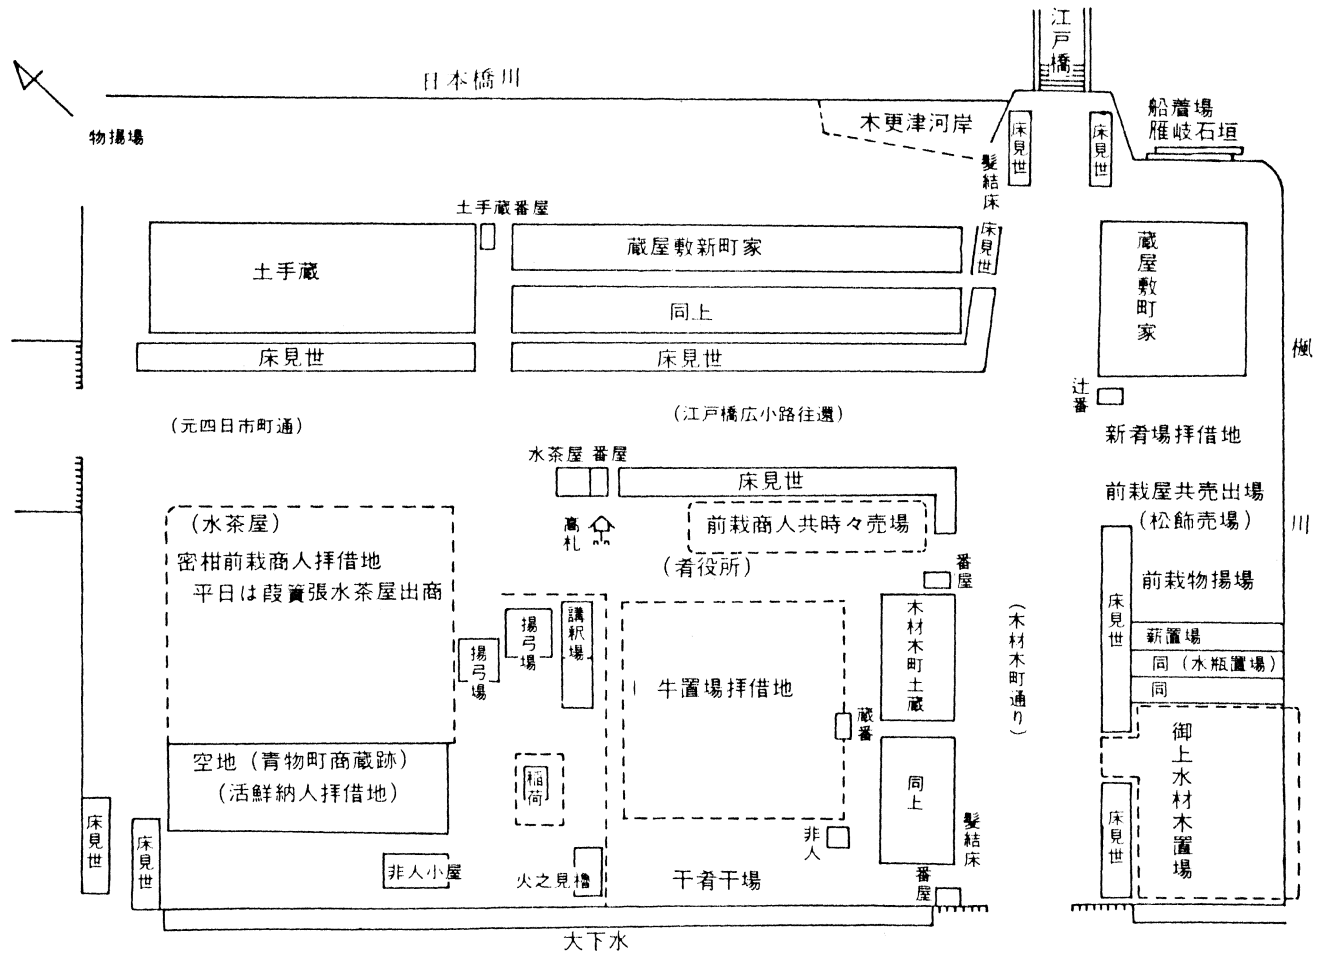 江戸橋
日本橋川
物揚場
木更津河岸
床見世
床見世
船着場
雁岐石垣
髪結床
土手蔵番屋
土手蔵
蔵屋敷新町家
床見世
蔵屋敷町家
同上
床見世
床見世
楓
川
辻番
(元四日市町通)
(江戸橋広小路往還)
新肴場拝借地
水茶屋
番屋
床見世
前栽屋共売出場
(松飾売場)
(水茶屋)
密柑前栽商人拝借地
平日は葭簀張水茶屋出商
高札
前栽商人共時々売場
(肴役所)
番屋
前栽物揚場
床見世
揚弓場
揚弓場
講釈場
牛置場拝借地
木材木町土蔵
(木材木町通り)
薪置場
同(水瓶置場)
同
蔵番
御上水材木置場
空地(青物町商蔵跡)
(活鮮納人拝借地)
稲荷
同上
床見世
床見世
床見世
非人
髪結床
非人小屋
火之見櫓
干肴干場
番屋
大下水